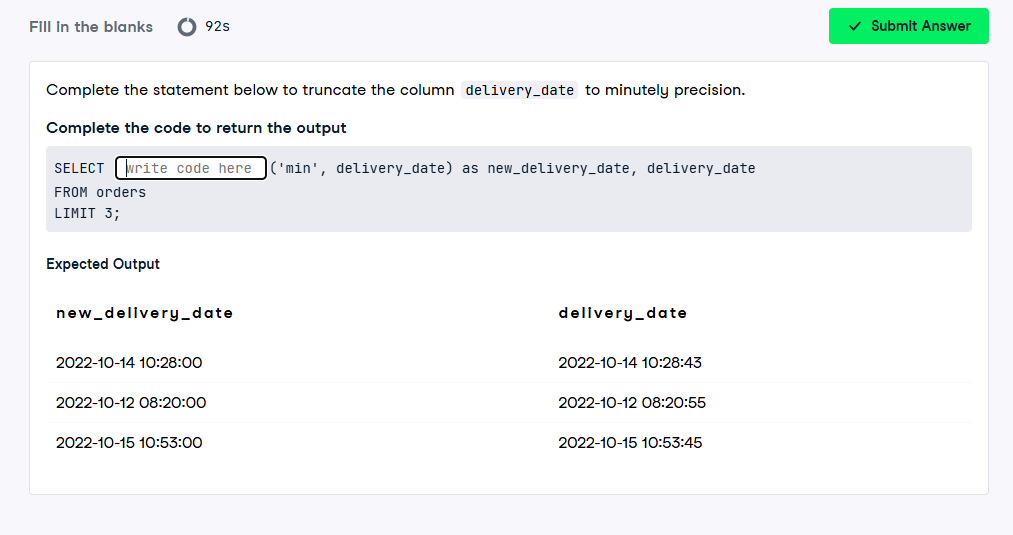 Fill in the blanks 92s Submit Answer
Complete the statement below to truncate the column delivery_date to minutely precision.
Complete the code to return the output
SELECT write code here ('min', delivery_date) as new_delivery_date, delivery_date
FROM orders
LIMIT 3;
Expected Output
new_delivery_date delivery_date
2022-10-14 10:28:00 2022-10-14 10:28:43
2022-10-12 08:20:00 2022-10-12 08:20:55
2022-10-15 10:53:00 2022-10-15 10:53:45